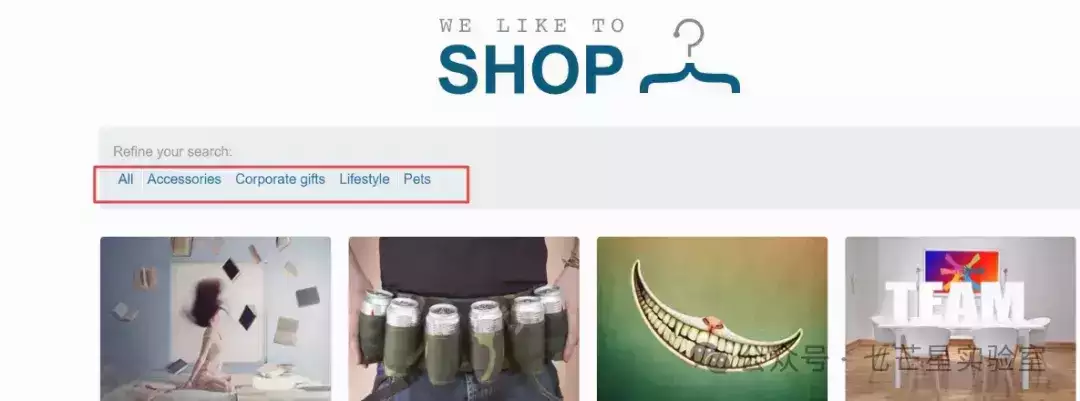 WE LIKE TO
SHOP
Refine your search:
All Accessories Corporate gifts Lifestyle Pets
TEAM
公众号 · 七芒星实验室